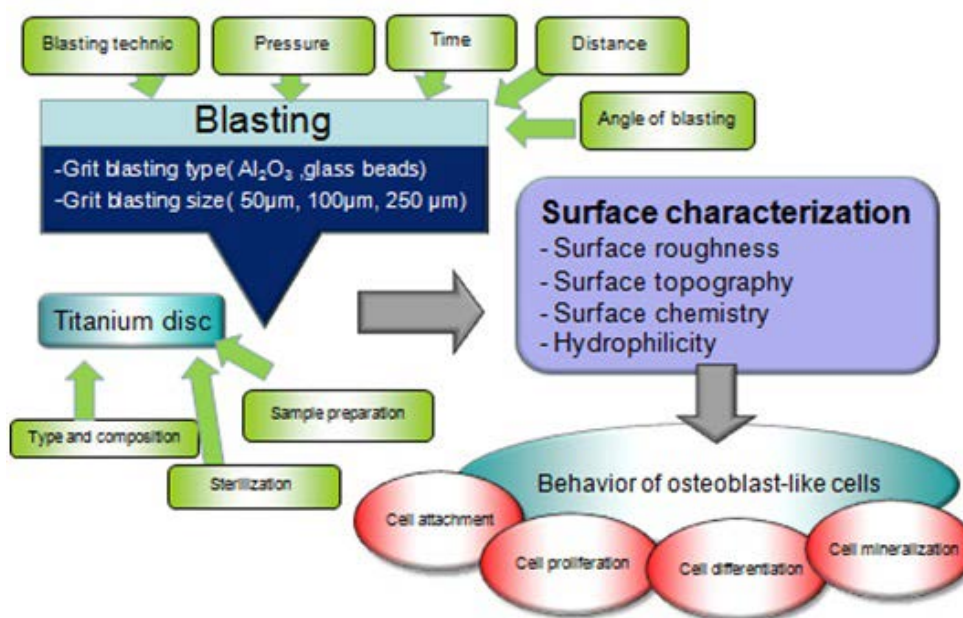 Blasting technic
Pressure
Time
Distance
Angle of blasting
Blasting
-Grit blasting type( Al₂O₃ ,glass beads)
-Grit blasting size( 50µm, 100µm, 250 µm)
Surface characterization
- Surface roughness
- Surface topography
- Surface chemistry
- Hydrophilicity
Titanium disc
Sample preparation
Type and composition
Sterilization
Behavior of osteoblast-like cells
Cell attachment
Cell proliferation
Cell differentiation
Cell mineralization